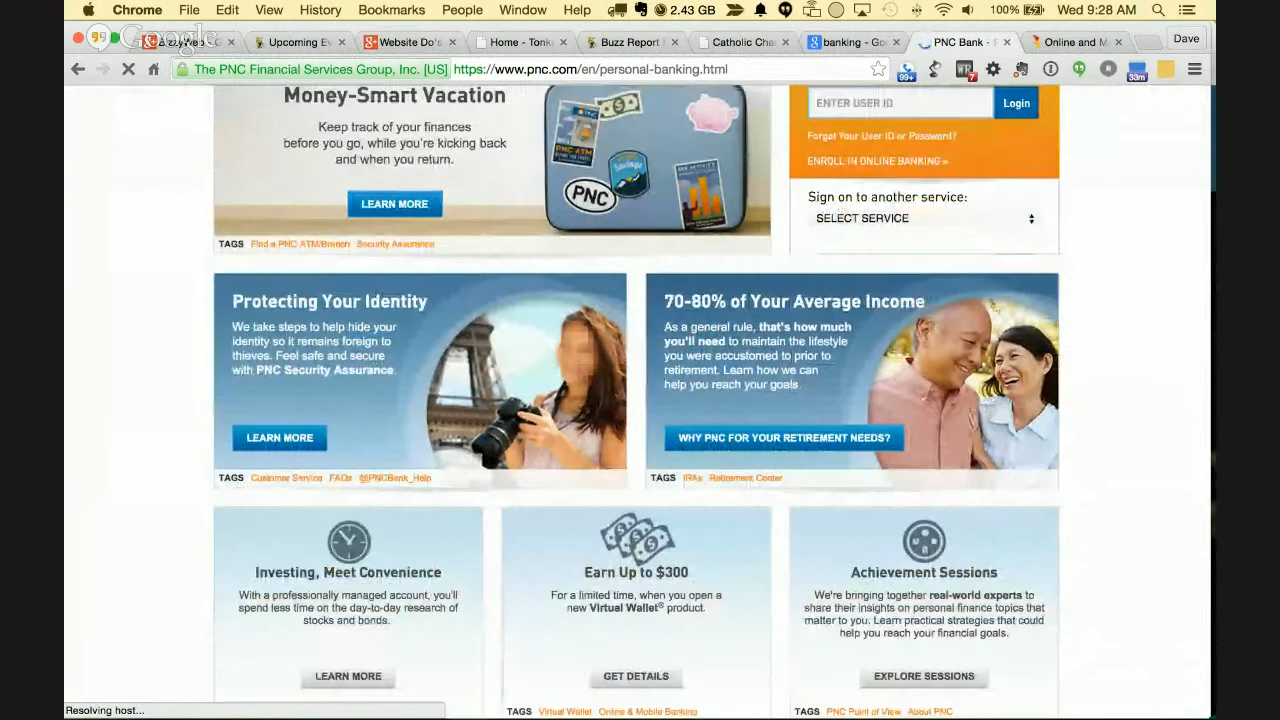 Chrome File Edit View History Bookmarks People Window Help 2.43 GB 100% Wed 9:28 AM
Google
Upcoming Ev Website Do's Home - Tonk Buzz Report Catholic Cha banking - Go PNC Bank - P Online and M Dave
The PNC Financial Services Group, Inc. [US] https://www.pnc.com/en/personal-banking.html 99+ 7 33m
Money-Smart Vacation
Keep track of your finances
before you go, while you're kicking back
and when you return.
LEARN MORE
PNC ATM
Savings
PNC
TAGS Find a PNC ATM/Branch Security Assurance
ENTER USER ID Login
Forgot Your User ID or Password?
ENROLL IN ONLINE BANKING »
Sign on to another service:
SELECT SERVICE
Protecting Your Identity
We take steps to help hide your
identity so it remains foreign to
thieves. Feel safe and secure
with PNC Security Assurance.
LEARN MORE
TAGS Customer Service FAQs @PNCBank_Help
70-80% of Your Average Income
As a general rule, that's how much
you'll need to maintain the lifestyle
you were accustomed to prior to
retirement. Learn how we can
help you reach your goals.
WHY PNC FOR YOUR RETIREMENT NEEDS?
TAGS IRAs Retirement Center
Investing, Meet Convenience
With a professionally managed account, you'll
spend less time on the day-to-day research of
stocks and bonds.
LEARN MORE
Earn Up to $300
For a limited time, when you open a
new Virtual Wallet® product.
GET DETAILS
TAGS Virtual Wallet Online & Mobile Banking
Achievement Sessions
We're bringing together real-world experts to
share their insights on personal finance topics that
matter to you. Learn practical strategies that could
help you reach your financial goals.
EXPLORE SESSIONS
TAGS PNC Point of View About PNC
Resolving host...